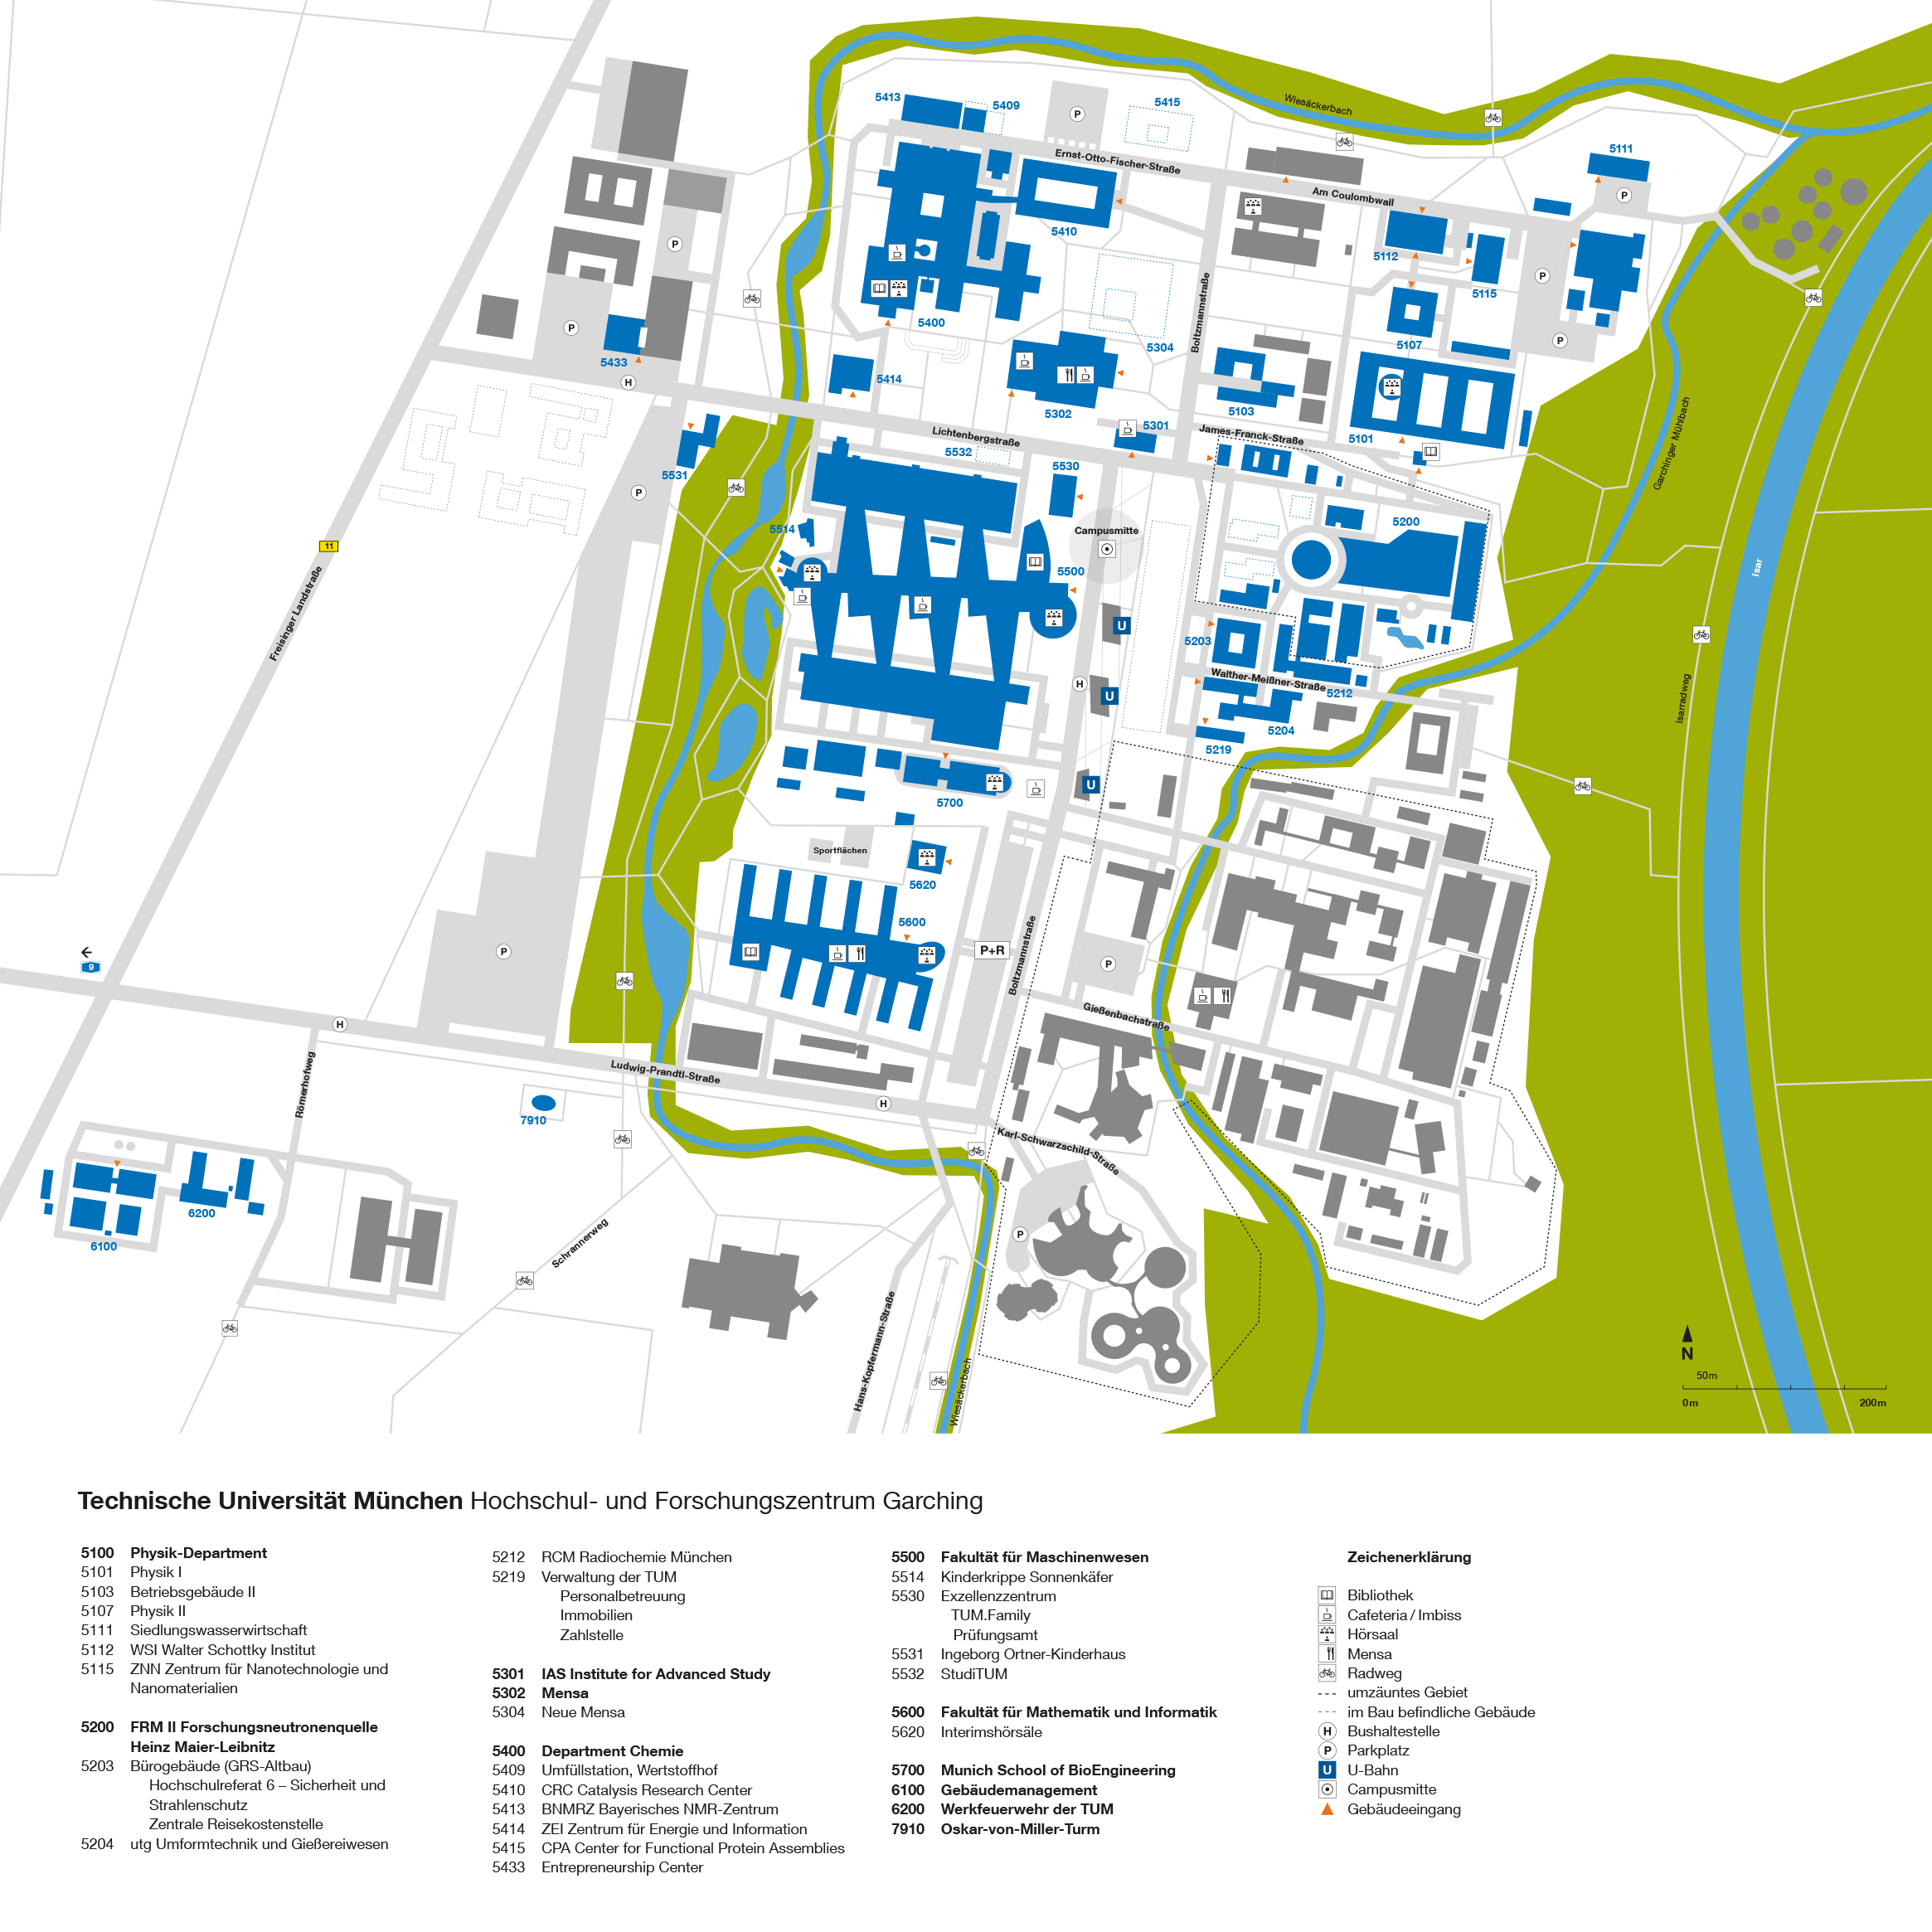 Wiesäckerbach
5413
5409
5415
P
Ernst-Otto-Fischer-Straße
Am Coulombwall
5111
P
5410
5112
5115
P
P
5400
Boltzmannstraße
5304
5107
P
P
5433
H
5414
5302
5103
5301
5101
Lichtenbergstraße
James-Franck-Straße
Garchinger Mühlbach
5532
5530
5531
P
5514
5200
Campusmitte
11
5500
Isar
Freisinger Landstraße
U
5203
H
U
Walther-Meißner-Straße
5212
5204
5219
Isarradweg
U
5700
Sportflächen
5620
5600
P+R
P
P
9
Boltzmannstraße
H
Gießenbachstraße
Römerhofweg
Ludwig-Prandtl-Straße
H
7910
Karl-Schwarzschild-Straße
6200
6100
Schrannerweg
P
Hans-Kopfermann-Straße
Wiesäckerbach
N
50m
0m 200m
Technische Universität München Hochschul- und Forschungszentrum Garching
5100 Physik-Department
5101 Physik I
5103 Betriebsgebäude II
5107 Physik II
5111 Siedlungswasserwirtschaft
5112 WSI Walter Schottky Institut
5115 ZNN Zentrum für Nanotechnologie und
Nanomaterialien
5200 FRM II Forschungsneutronenquelle
Heinz Maier-Leibnitz
5203 Bürogebäude (GRS-Altbau)
Hochschulreferat 6 – Sicherheit und
Strahlenschutz
Zentrale Reisekostenstelle
5204 utg Umformtechnik und Gießereiwesen
5212 RCM Radiochemie München
5219 Verwaltung der TUM
Personalbetreuung
Immobilien
Zahlstelle
5301 IAS Institute for Advanced Study
5302 Mensa
5304 Neue Mensa
5400 Department Chemie
5409 Umfüllstation, Wertstoffhof
5410 CRC Catalysis Research Center
5413 BNMRZ Bayerisches NMR-Zentrum
5414 ZEI Zentrum für Energie und Information
5415 CPA Center for Functional Protein Assemblies
5433 Entrepreneurship Center
5500 Fakultät für Maschinenwesen
5514 Kinderkrippe Sonnenkäfer
5530 Exzellenzzentrum
TUM.Family
Prüfungsamt
5531 Ingeborg Ortner-Kinderhaus
5532 StudiTUM
5600 Fakultät für Mathematik und Informatik
5620 Interimshörsäle
5700 Munich School of BioEngineering
6100 Gebäudemanagement
6200 Werkfeuerwehr der TUM
7910 Oskar-von-Miller-Turm
Zeichenerklärung
Bibliothek
Cafeteria / Imbiss
Hörsaal
Mensa
Radweg
umzäuntes Gebiet
im Bau befindliche Gebäude
H Bushaltestelle
P Parkplatz
U U-Bahn
Campusmitte
Gebäudeeingang